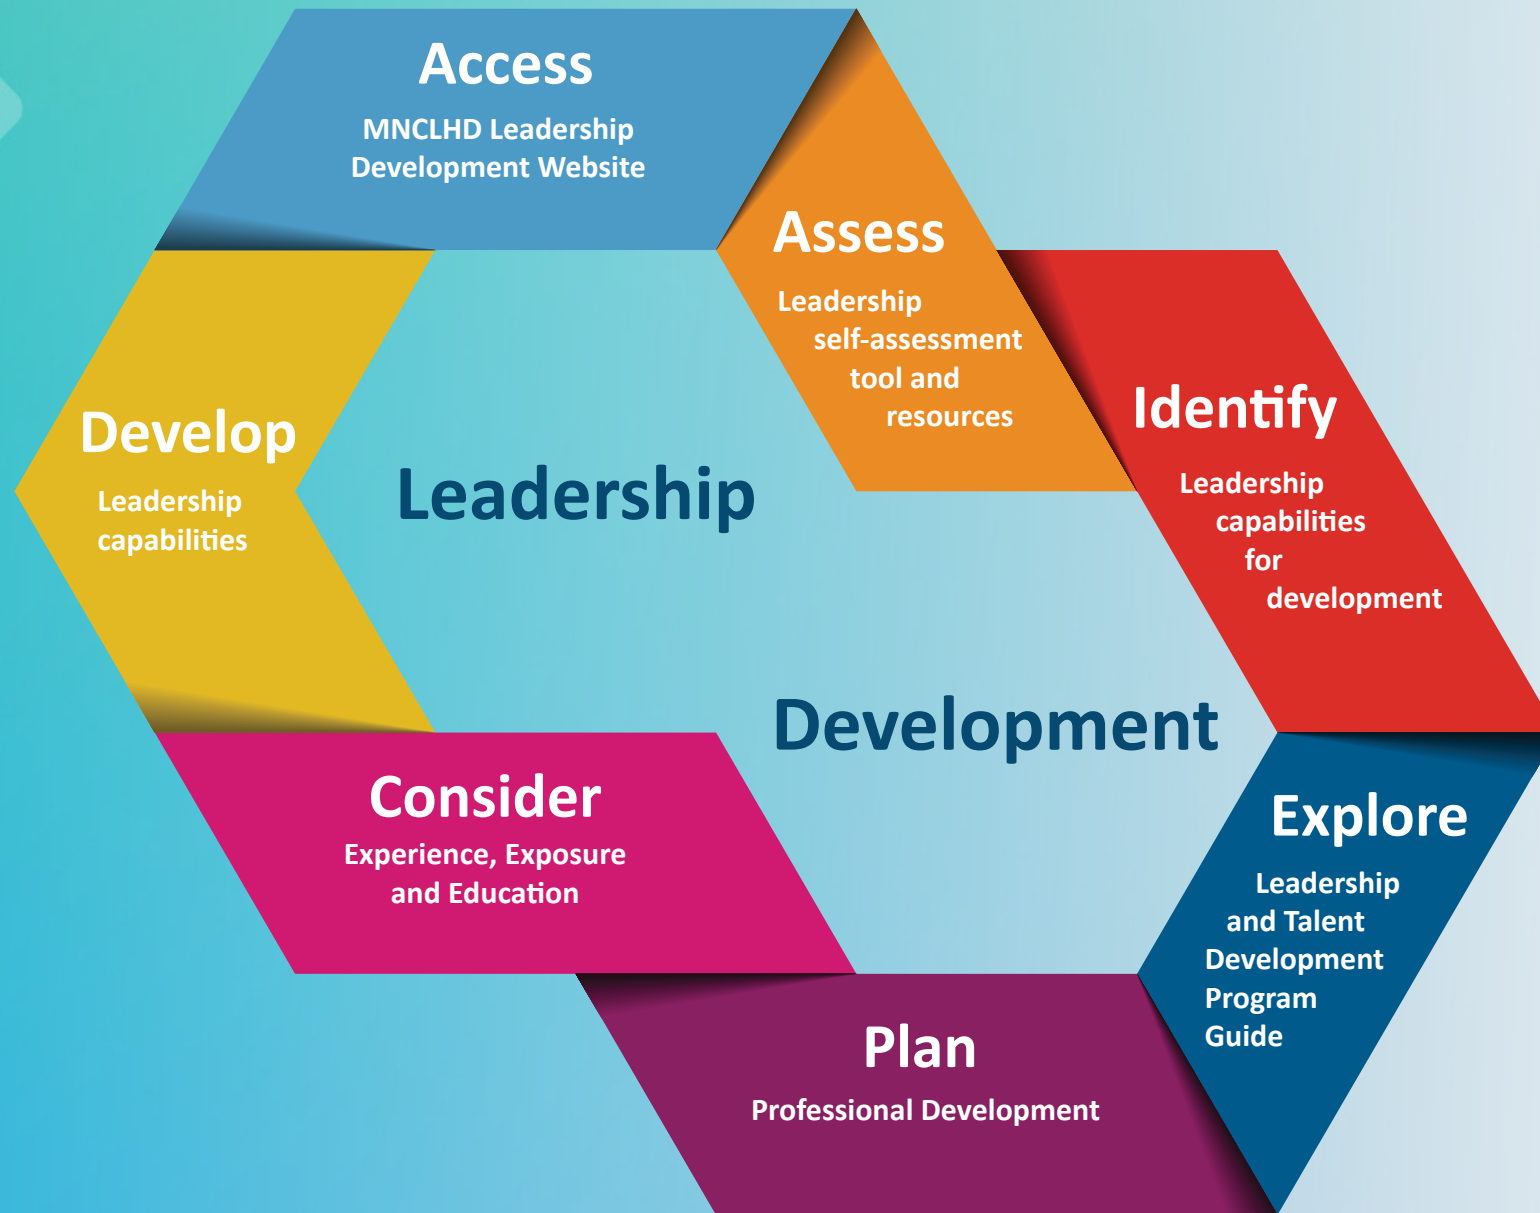 Access
MNCLHD Leadership
Development Website
Assess
Leadership
self-assessment
tool and
resources
Identify
Leadership
capabilities
for
development
Explore
Leadership
and Talent
Development
Program
Guide
Plan
Professional Development
Consider
Experience, Exposure
and Education
Develop
Leadership
capabilities
Leadership
Development